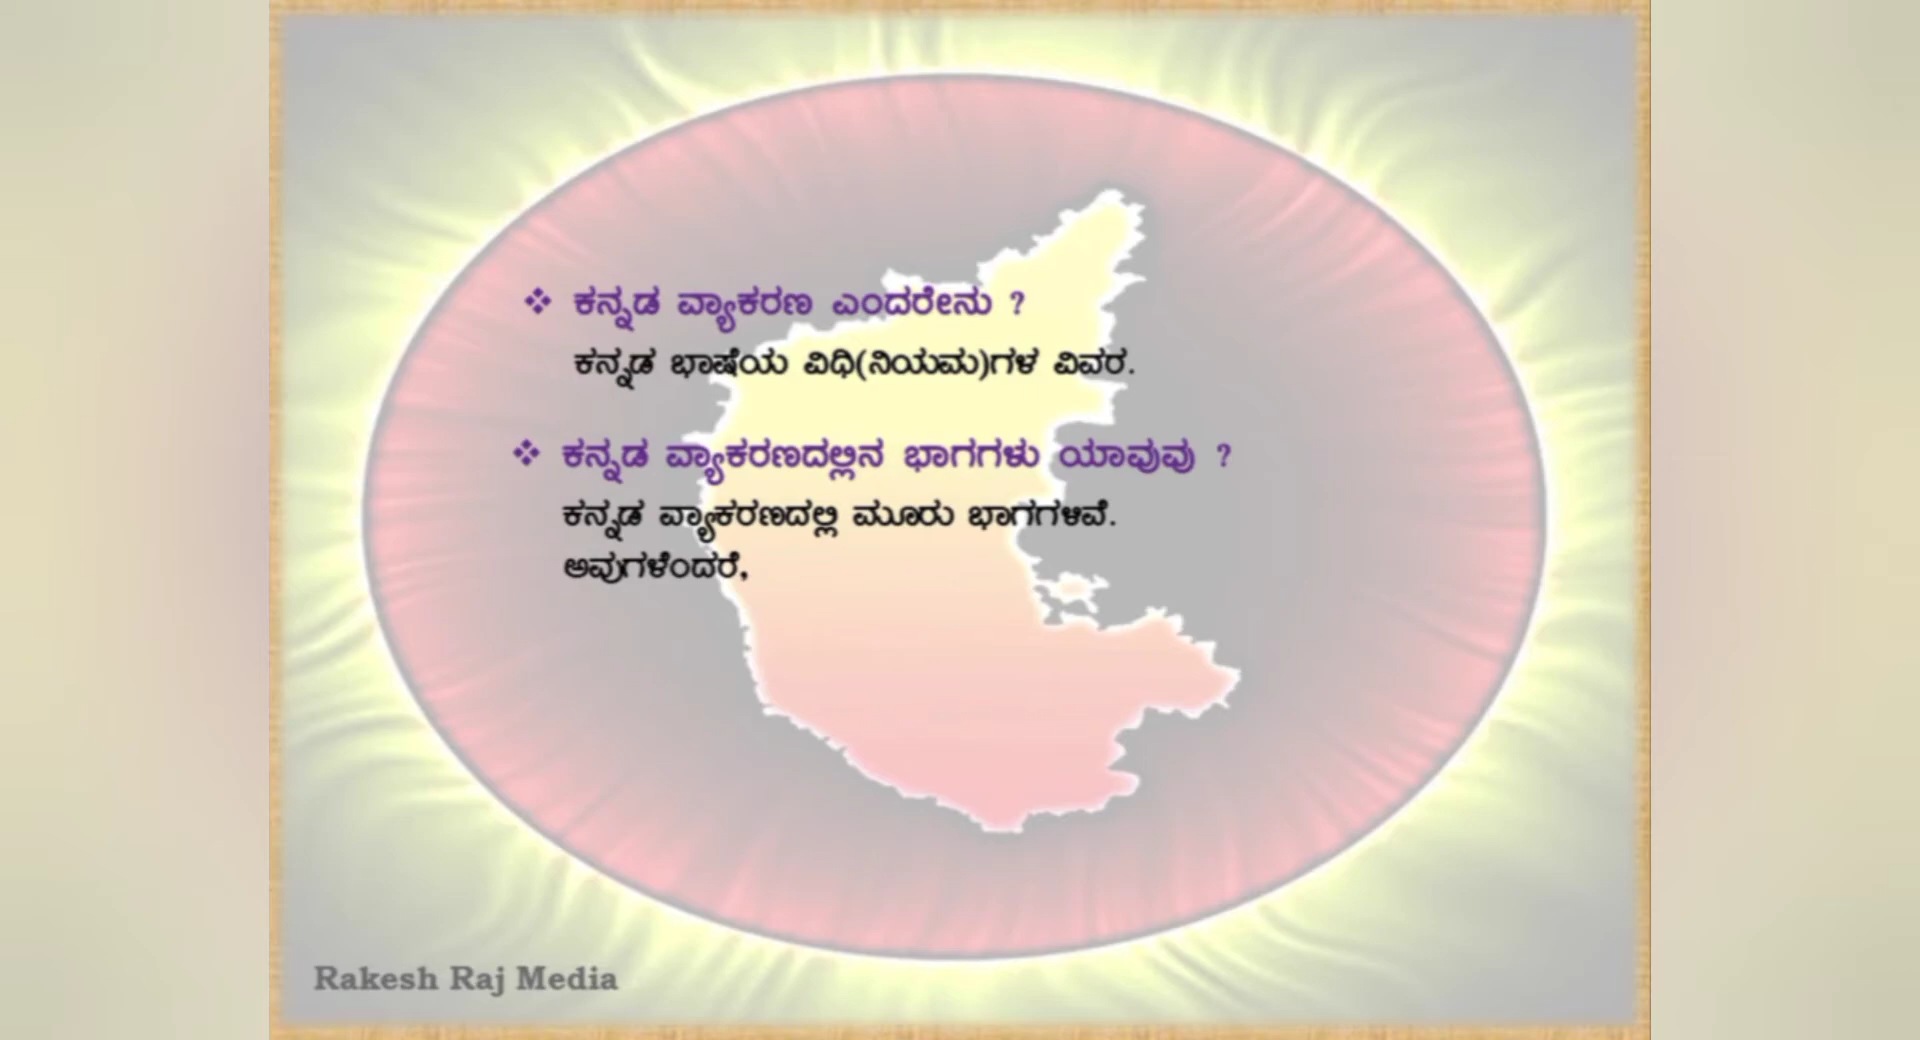 ❖ ಕನ್ನಡ ವ್ಯಾಕರಣ ಎಂದರೇನು ?
ಕನ್ನಡ ಭಾಷೆಯ ವಿಧಿ(ನಿಯಮ)ಗಳ ವಿವರ.
❖ ಕನ್ನಡ ವ್ಯಾಕರಣದಲ್ಲಿನ ಭಾಗಗಳು ಯಾವುವು ?
ಕನ್ನಡ ವ್ಯಾಕರಣದಲ್ಲಿ ಮೂರು ಭಾಗಗಳಿವೆ.
ಅವುಗಳೆಂದರೆ,
Rakesh Raj Media